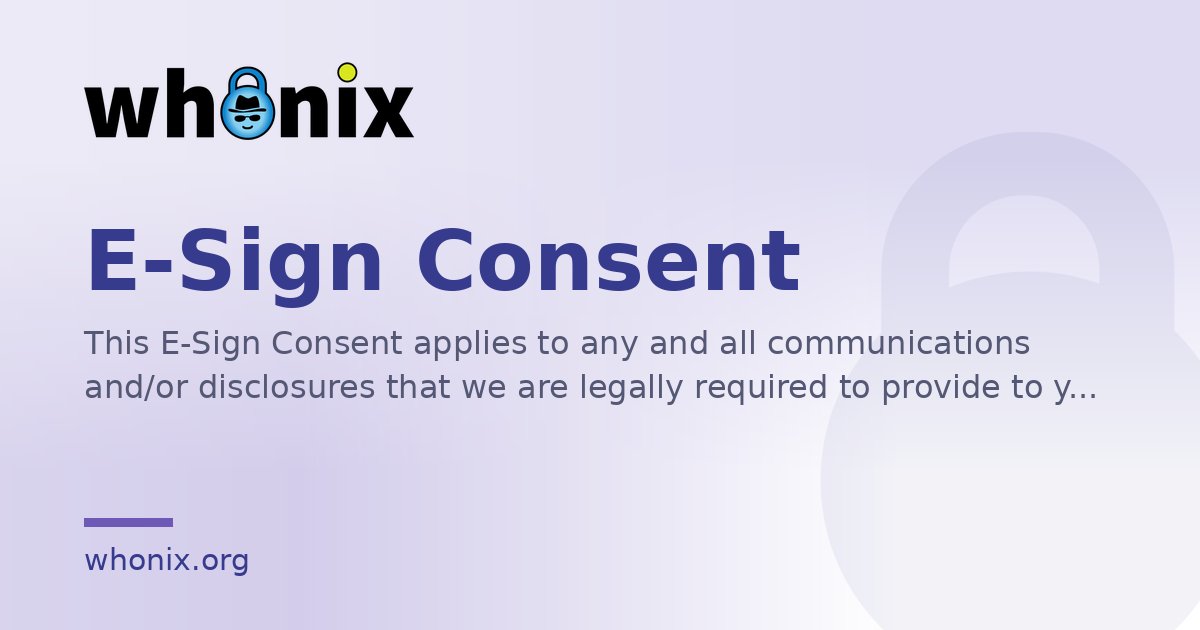 whonix
E-Sign Consent
This E-Sign Consent applies to any and all communications
and/or disclosures that we are legally required to provide to y...
whonix.org